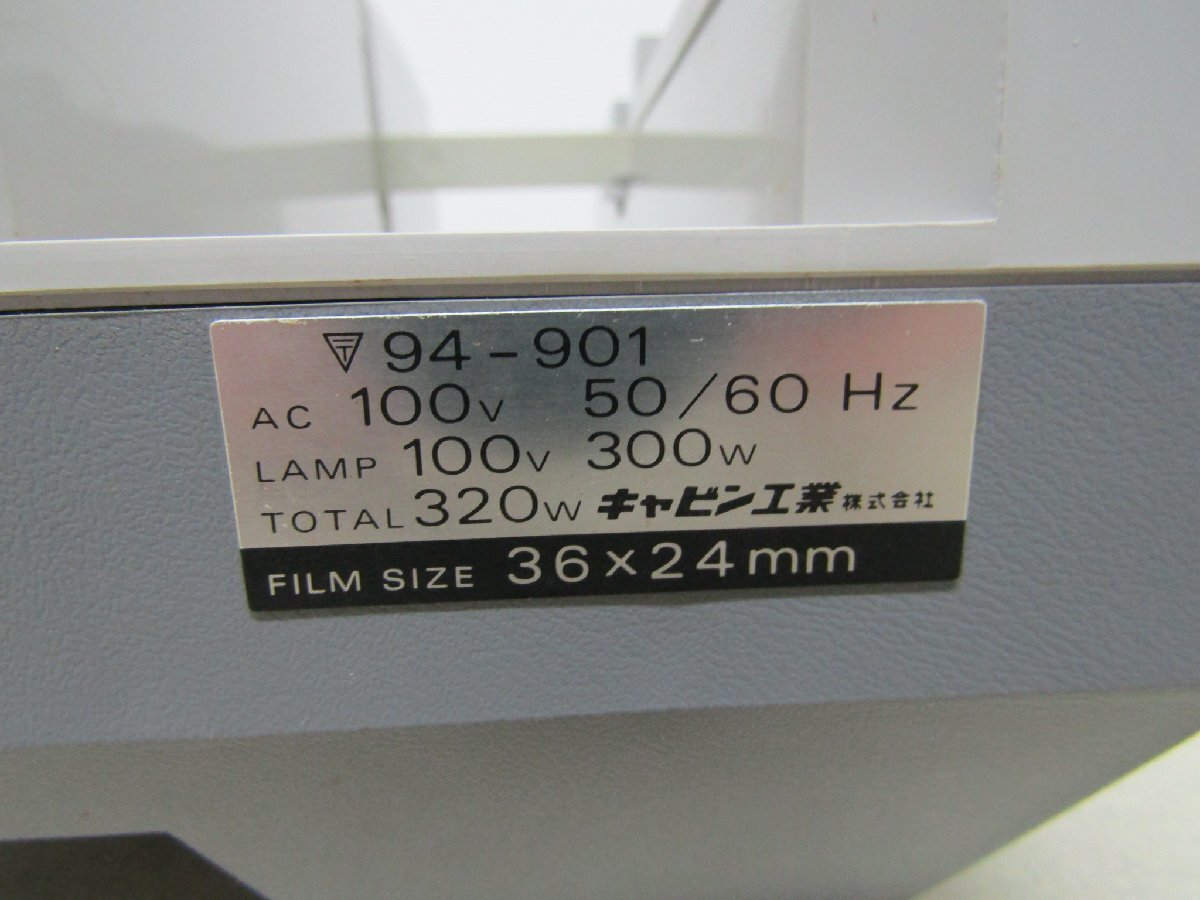 〒 94-901
AC 100V 50/60 Hz
LAMP 100V 300W
TOTAL 320W キャビン工業株式会社
FILM SIZE 36×24mm